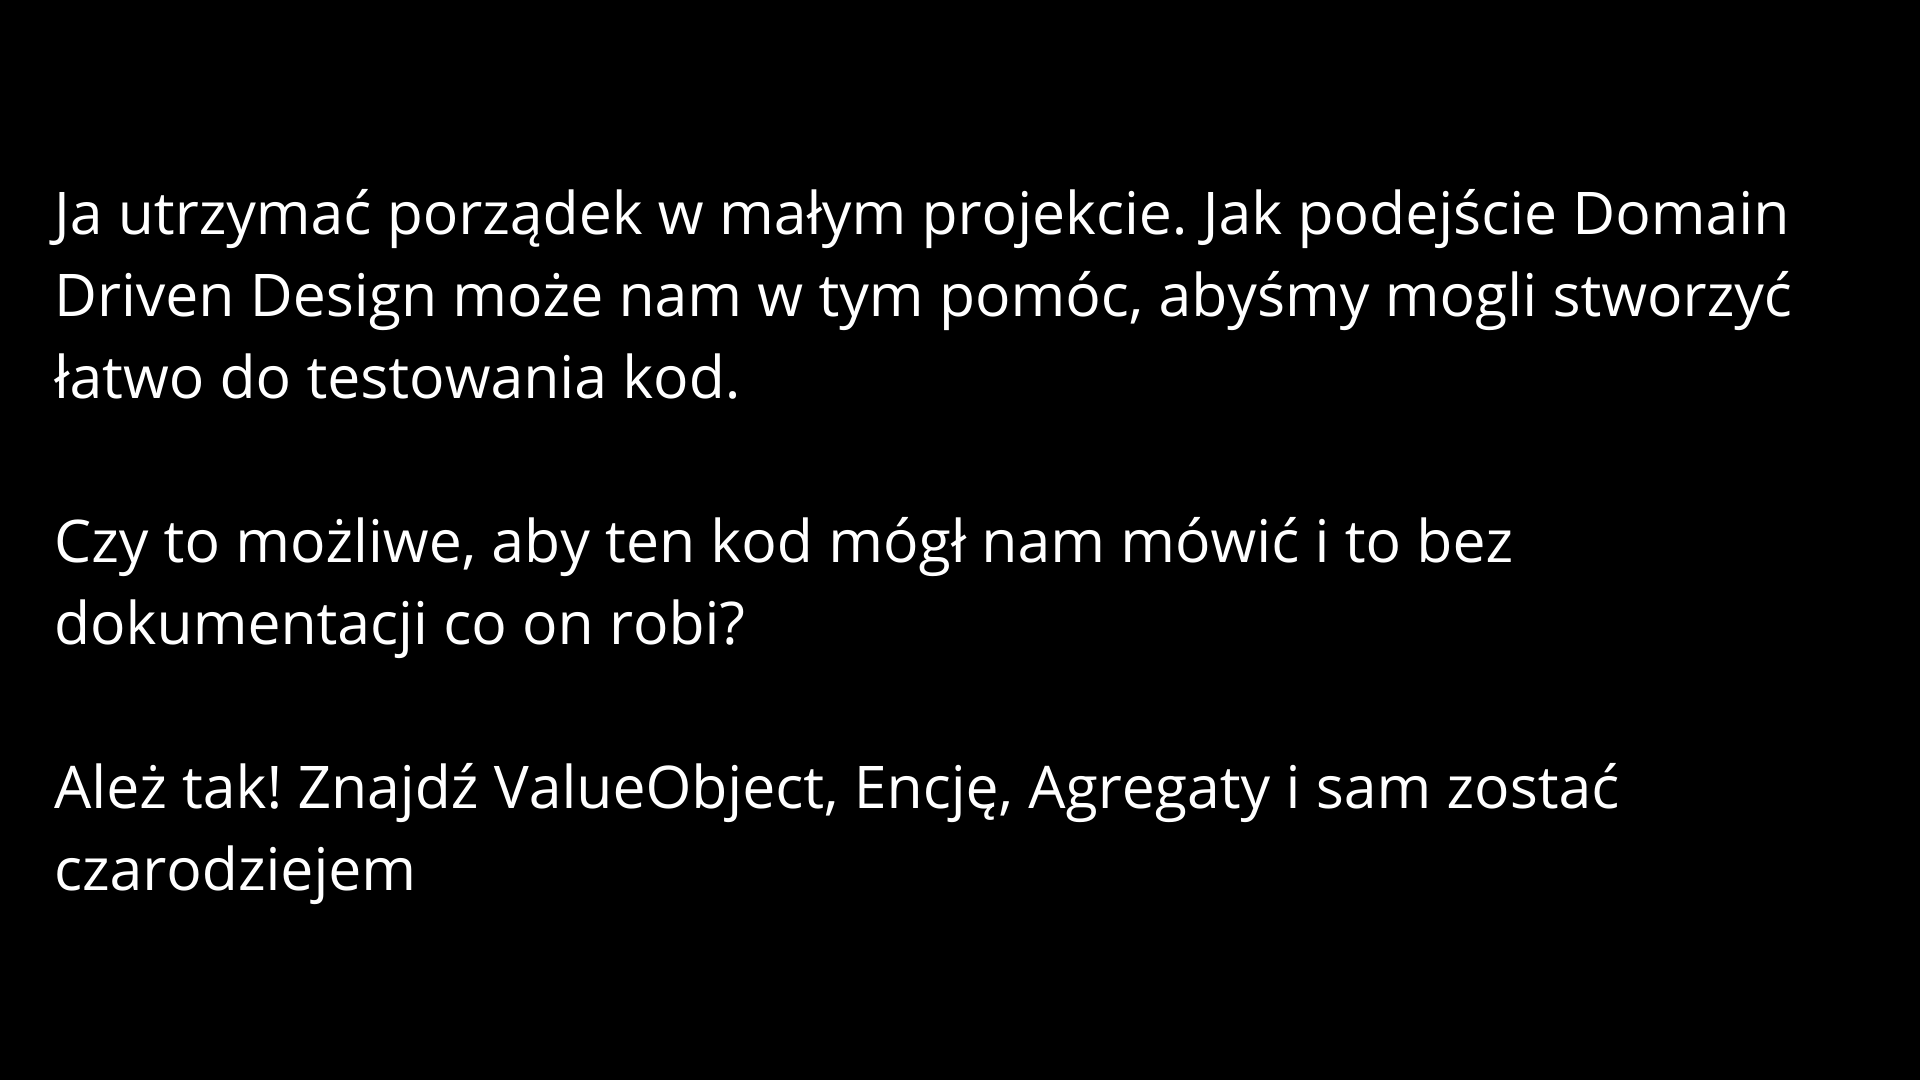 Ja utrzymać porządek w małym projekcie. Jak podejście Domain
Driven Design może nam w tym pomóc, abyśmy mogli stworzyć
łatwo do testowania kod.
Czy to możliwe, aby ten kod mógł nam mówić i to bez
dokumentacji co on robi?
Ależ tak! Znajdź ValueObject, Encję, Agregaty i sam zostać
czarodziejem